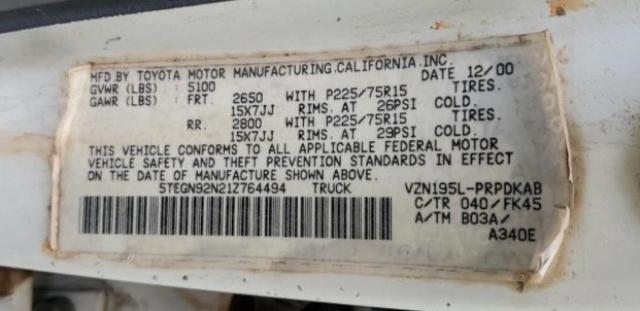 MFD.BY TOYOTA MOTOR MANUFACTURING.CALIFORNIA.INC.
GVWR (LBS) : 5100 DATE 12/00
GAWR (LBS) : FRT. 2650 WITH P225/75R15 TIRES.
15X7JJ RIMS. AT 26PSI COLD.
RR. 2800 WITH P225/75R15 TIRES.
15X7JJ RIMS. AT 29PSI COLD.
THIS VEHICLE CONFORMS TO ALL APPLICABLE FEDERAL MOTOR
VEHICLE SAFETY AND THEFT PREVENTION STANDARDS IN EFFECT
ON THE DATE OF MANUFACTURE SHOWN ABOVE.
5TEGN92N21Z764494 TRUCK VZN195L-PRPDKAB
C/TR 040/FK45
A/TM B03A/
A340E